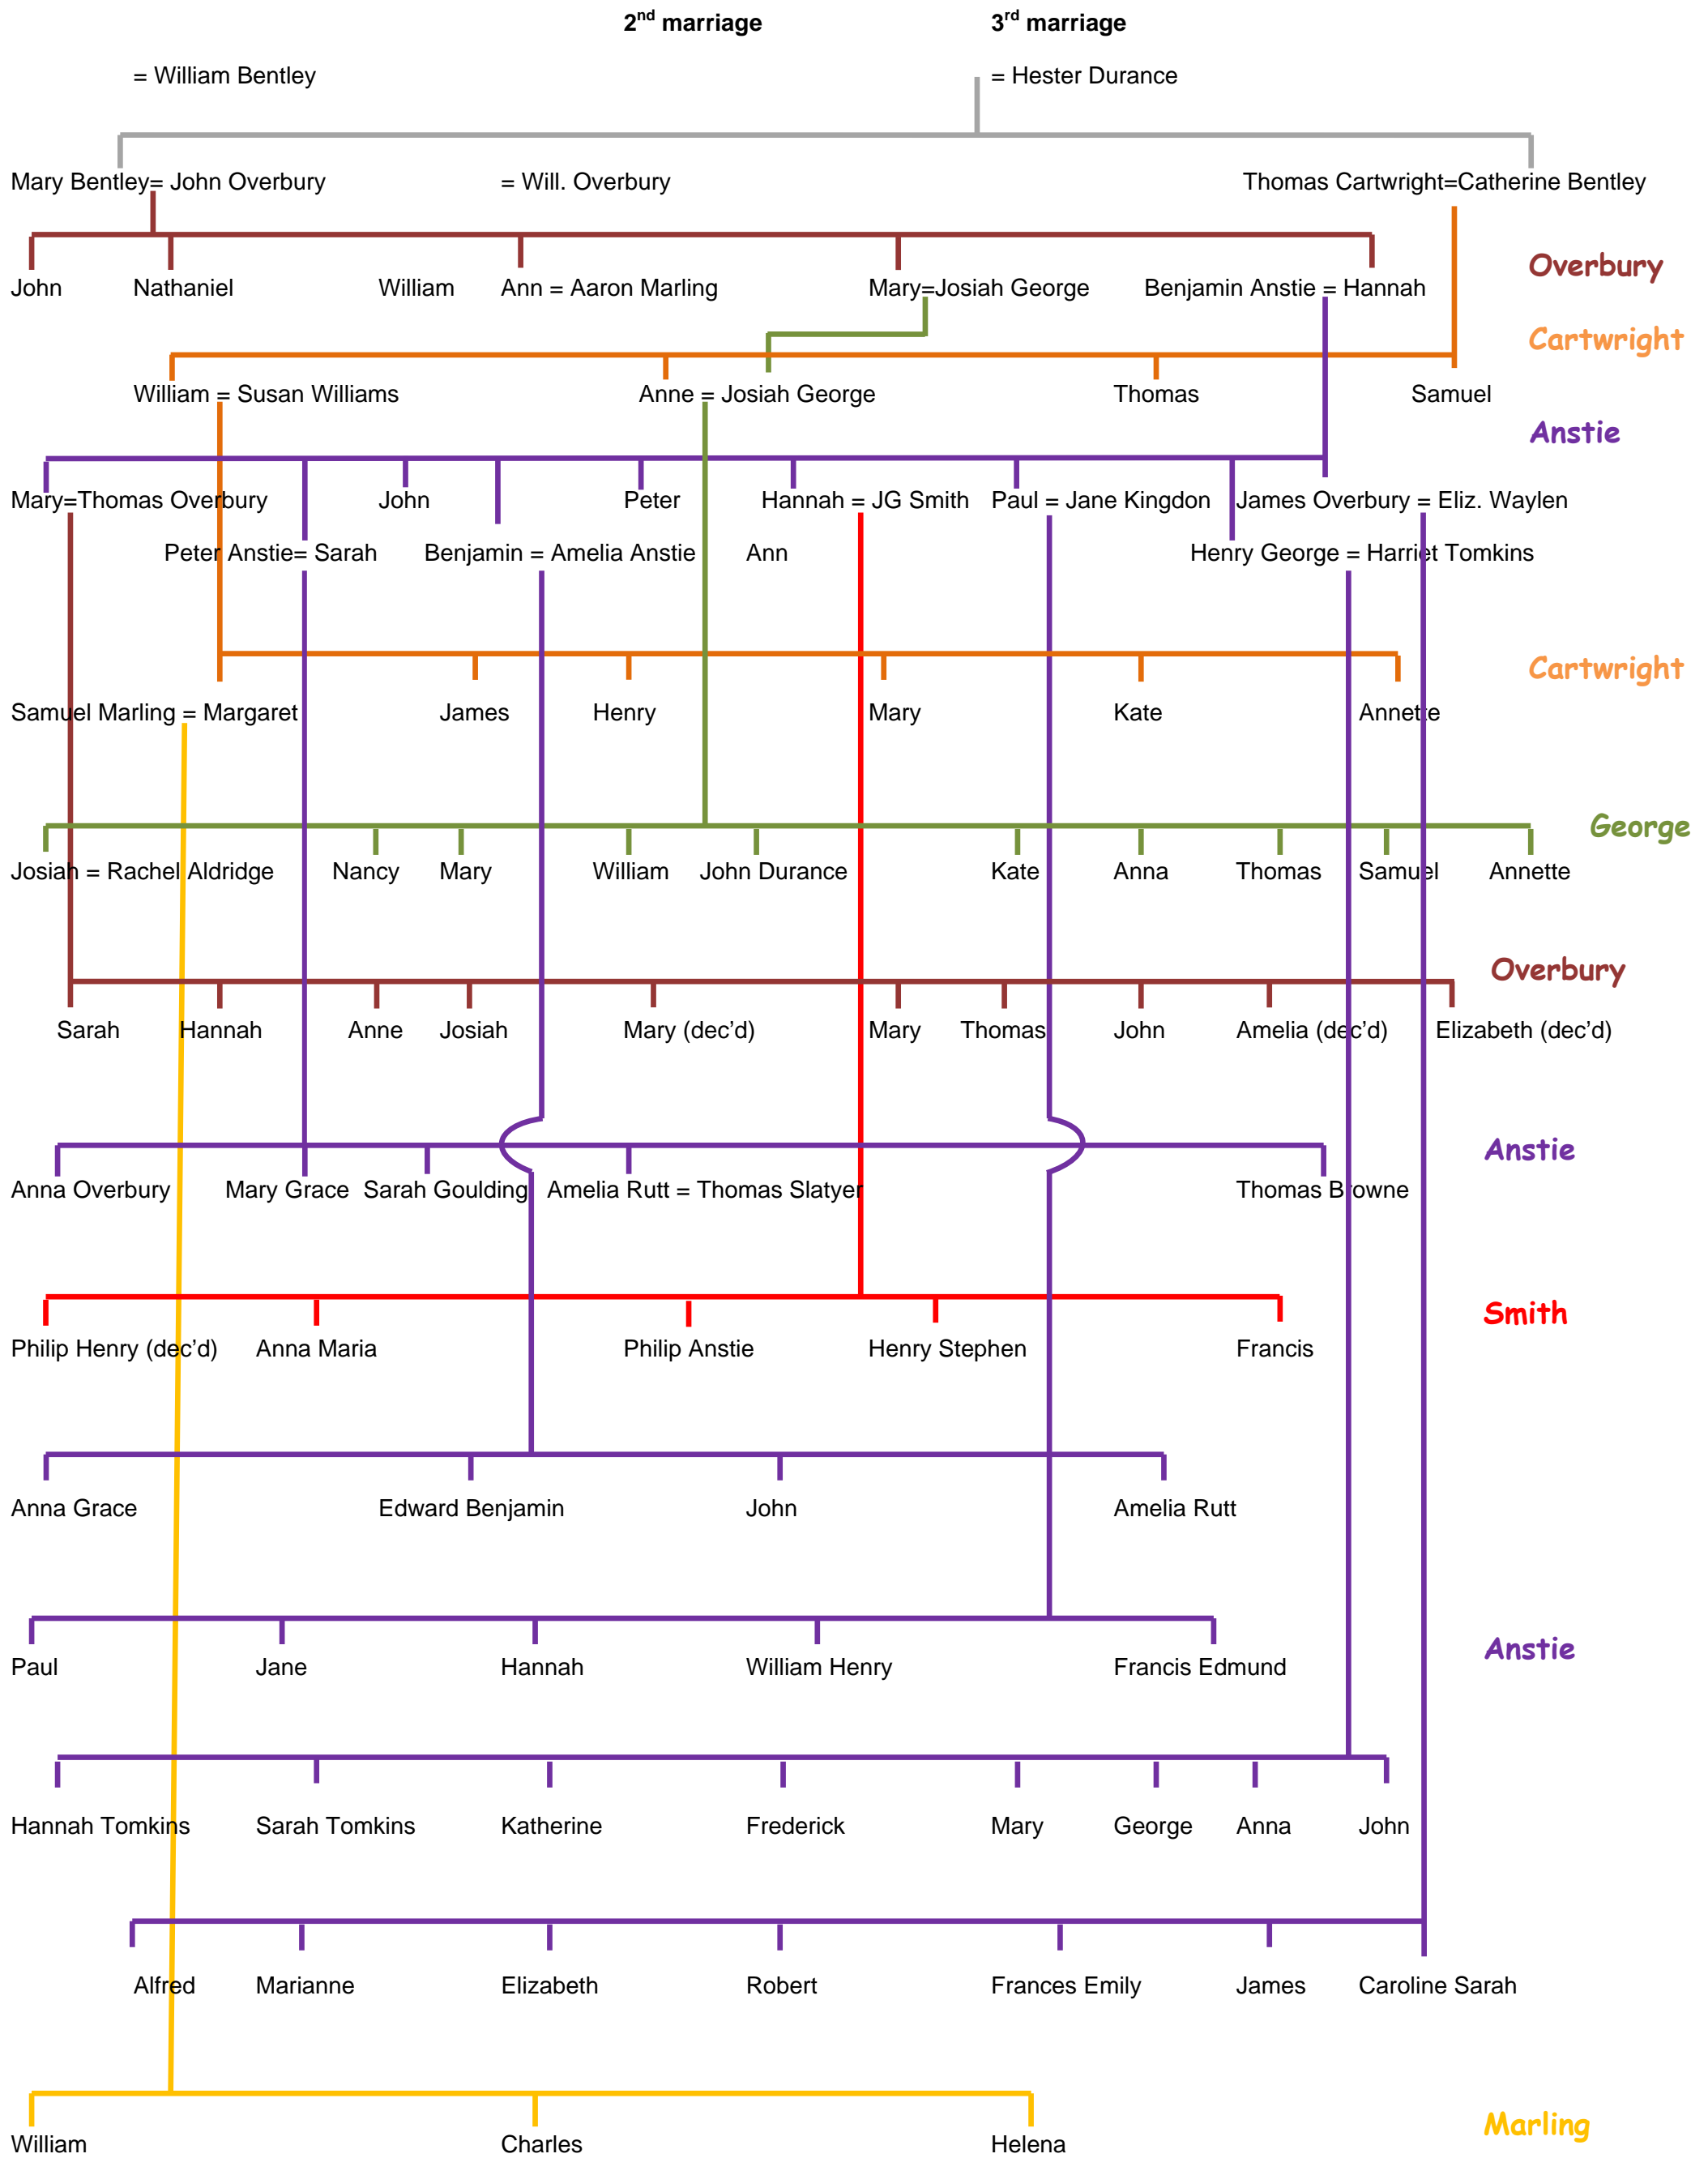 2nd marriage 3rd marriage
= William Bentley = Hester Durance
Mary Bentley= John Overbury = Will. Overbury Thomas Cartwright=Catherine Bentley
Overbury
John Nathaniel William Ann = Aaron Marling Mary=Josiah George Benjamin Anstie = Hannah
Cartwright
William = Susan Williams Anne = Josiah George Thomas Samuel
Anstie
Mary=Thomas Overbury John Peter Hannah = JG Smith Paul = Jane Kingdon James Overbury = Eliz. Waylen
Peter Anstie= Sarah Benjamin = Amelia Anstie Ann Henry George = Harriet Tomkins
Cartwright
Samuel Marling = Margaret James Henry Mary Kate Annette
George
Josiah = Rachel Aldridge Nancy Mary William John Durance Kate Anna Thomas Samuel Annette
Overbury
Sarah Hannah Anne Josiah Mary (dec’d) Mary Thomas John Amelia (dec’d) Elizabeth (dec’d)
Anstie
Anna Overbury Mary Grace Sarah Goulding Amelia Rutt = Thomas Slatyer Thomas Browne
Smith
Philip Henry (dec’d) Anna Maria Philip Anstie Henry Stephen Francis
Anna Grace Edward Benjamin John Amelia Rutt
Anstie
Paul Jane Hannah William Henry Francis Edmund
Hannah Tomkins Sarah Tomkins Katherine Frederick Mary George Anna John
Alfred Marianne Elizabeth Robert Frances Emily James Caroline Sarah
Marling
William Charles Helena